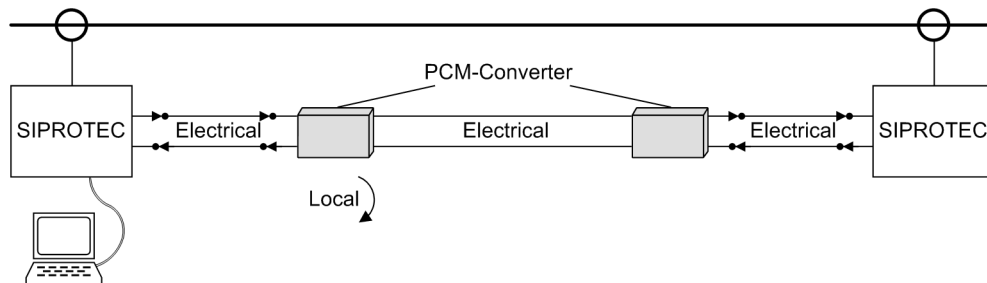 PCM-Converter
SIPROTEC
Electrical
Electrical
Electrical
SIPROTEC
Local